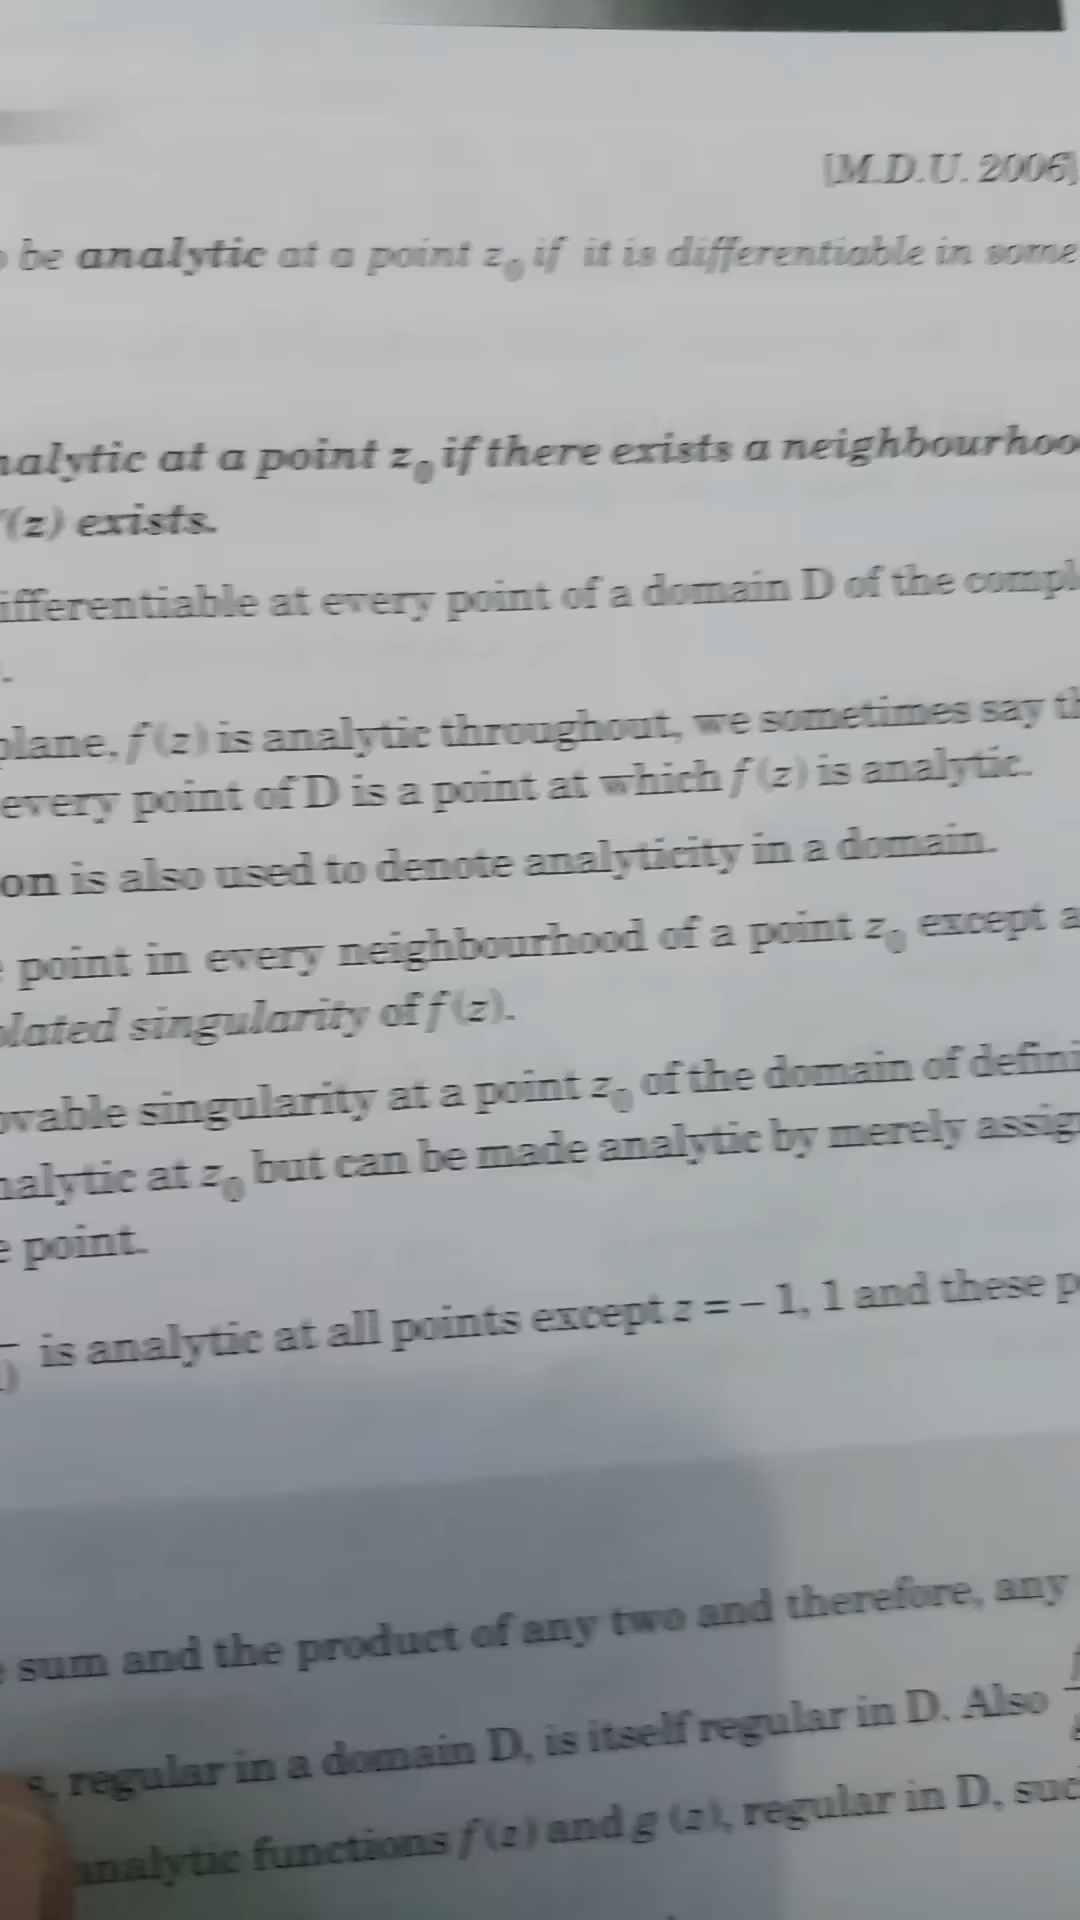 [M.D.U. 2006]
be analytic at a point z₀ if it is differentiable in some
nalytic at a point z₀ if there exists a neighbourhoo
'(z) exists.
ifferentiable at every point of a domain D of the compl
.
plane, f(z) is analytic throughout, we sometimes say th
every point of D is a point at which f(z) is analytic.
on is also used to denote analyticity in a domain.
point in every neighbourhood of a point z₀ except a
olated singularity of f(z).
ovable singularity at a point z₀ of the domain of defini
nalytic at z₀ but can be made analytic by merely assig
e point.
) is analytic at all points except z = – 1, 1 and these p
sum and the product of any two and therefore, any
s, regular in a domain D, is itself regular in D. Also
analytic functions f(z) and g (z), regular in D, suc